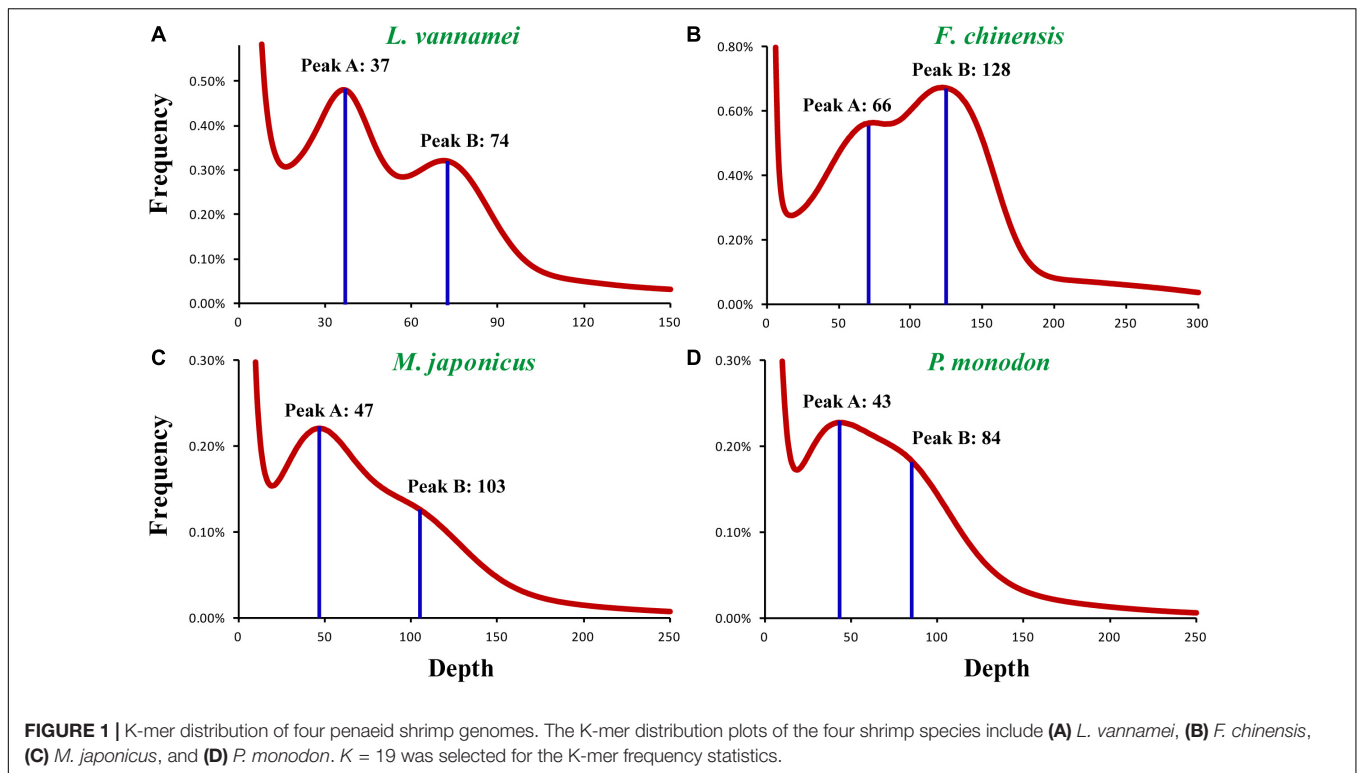 A
L. vannamei
Peak A: 37
Peak B: 74
Frequency
0.50%
0.40%
0.30%
0.20%
0.10%
0.00%
0 30 60 90 120 150
B
F. chinensis
Peak B: 128
Peak A: 66
0.80%
0.60%
0.40%
0.20%
0.00%
0 50 100 150 200 250 300
C
M. japonicus
Peak A: 47
Peak B: 103
Frequency
0.30%
0.20%
0.10%
0.00%
0 50 100 150 200 250
Depth
D
P. monodon
Peak A: 43
Peak B: 84
0.30%
0.20%
0.10%
0.00%
0 50 100 150 200 250
Depth
FIGURE 1 | K-mer distribution of four penaeid shrimp genomes. The K-mer distribution plots of the four shrimp species include (A) L. vannamei, (B) F. chinensis,
(C) M. japonicus, and (D) P. monodon. K = 19 was selected for the K-mer frequency statistics.